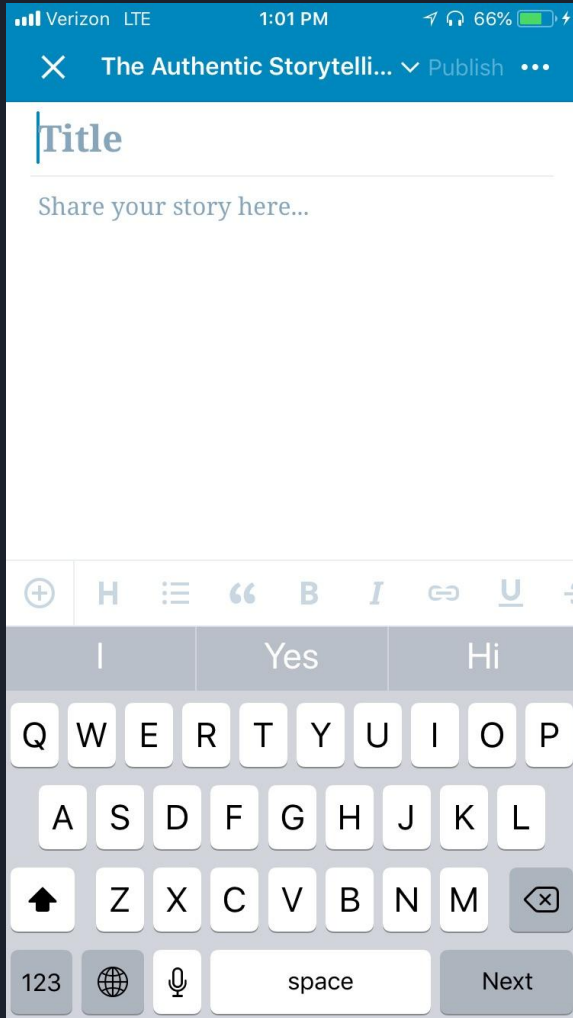 Verizon LTE 1:01 PM 66%
The Authentic Storytelli... Publish
Title
Share your story here...
H B I U
I Yes Hi
Q W E R T Y U I O P
A S D F G H J K L
Z X C V B N M
123 space Next